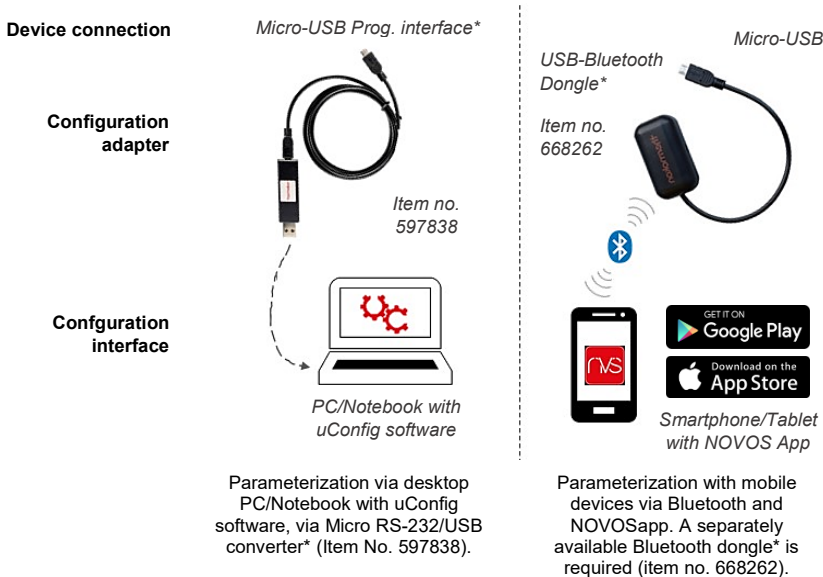 Device connection
Micro-USB Prog. interface*
Micro-USB
USB-Bluetooth
Dongle*
Configuration
adapter
Item no.
668262
thermokon
Item no.
597838
Confguration
interface
UC
RVS
GET IT ON
Google Play
Download on the
App Store
PC/Notebook with
uConfig software
Smartphone/Tablet
with NOVOS App
Parameterization via desktop
PC/Notebook with uConfig
software, via Micro RS-232/USB
converter* (Item No. 597838).
Parameterization with mobile
devices via Bluetooth and
NOVOSapp. A separately
available Bluetooth dongle* is
required (item no. 668262).